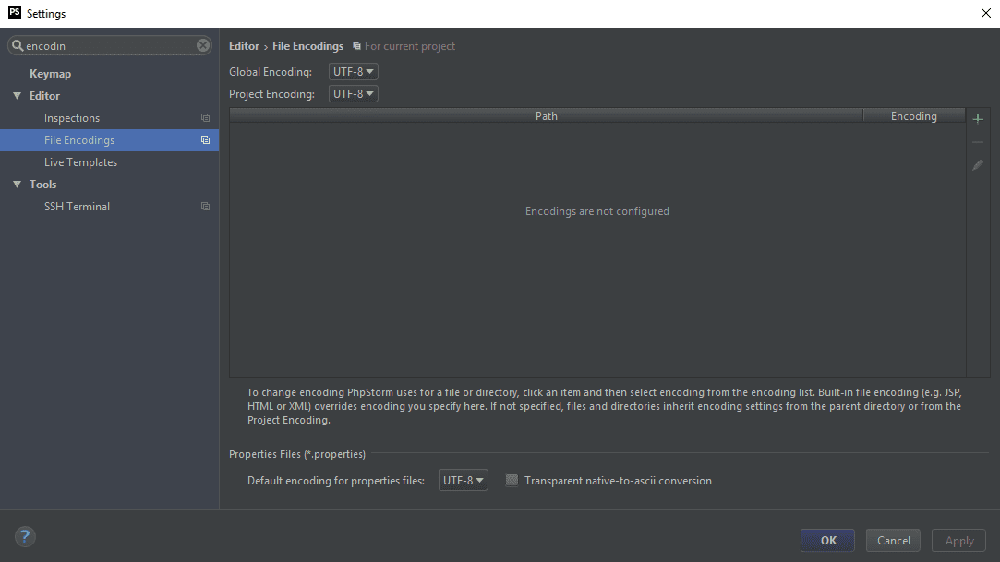 PS Settings
encodin
Keymap
Editor
Inspections
File Encodings
Live Templates
Tools
SSH Terminal
Editor › File Encodings For current project
Global Encoding: UTF-8
Project Encoding: UTF-8
Path Encoding
Encodings are not configured
To change encoding PhpStorm uses for a file or directory, click an item and then select encoding from the encoding list. Built-in file encoding (e.g. JSP,
HTML or XML) overrides encoding you specify here. If not specified, files and directories inherit encoding settings from the parent directory or from the
Project Encoding.
Properties Files (*.properties)
Default encoding for properties files: UTF-8 Transparent native-to-ascii conversion
? OK Cancel Apply